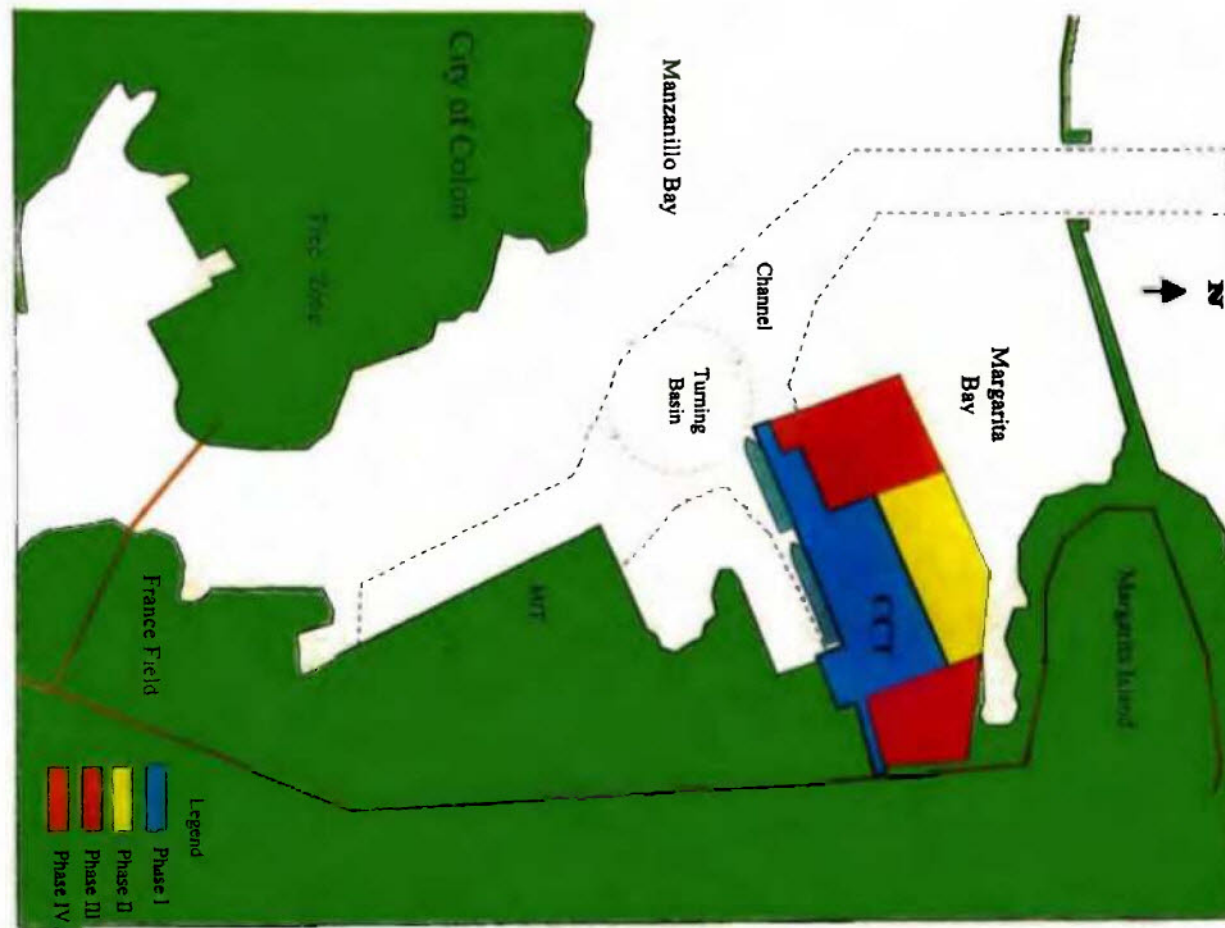 N
Margarita
Bay
Margarita Island
Manzanillo Bay
Channel
Turning
Basin
CCT
City of Colon
Free Zone
MIT
France Field
Legend
Phase I
Phase II
Phase III
Phase IV